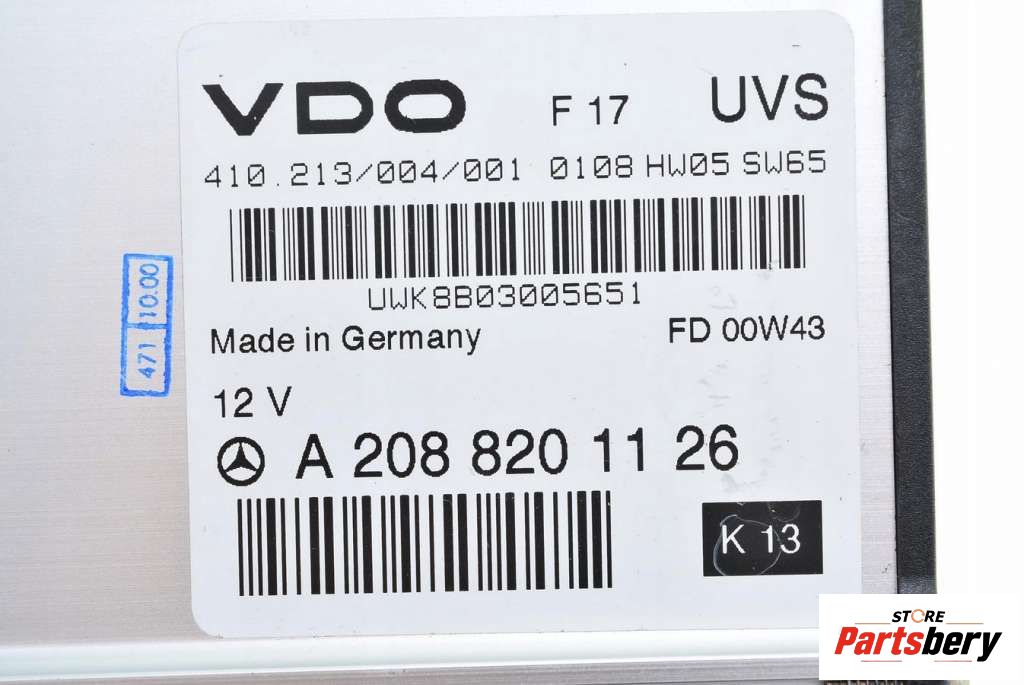 VDO F 17 UVS
410.213/004/001 0108 HW05 SW65
UWK8B03005651
Made in Germany FD 00W43
12 V
A 208 820 11 26
K 13
471 10.00
STORE
Partsbery